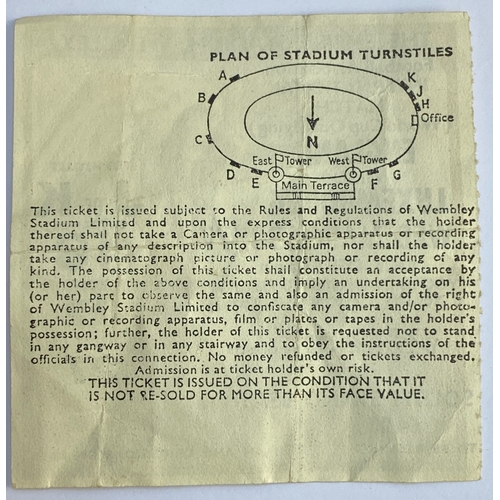 PLAN OF STADIUM TURNSTILES
A
K
B
J
H
Office
C
N
East Tower
West Tower
D
E
F
G
Main Terrace
This ticket is issued subject to the Rules and Regulations of Wembley
Stadium Limited and upon the express conditions that the holder
thereof shall not take a Camera or photographic apparatus or recording
apparatus of any description into the Stadium, nor shall the holder
take any cinematograph picture or photograph or recording of any
kind. The possession of this ticket shall constitute an acceptance by
the holder of the above conditions and imply an undertaking on his
(or her) part to observe the same and also an admission of the right
of Wembley Stadium Limited to confiscate any camera and/or photo-
graphic or recording apparatus, film or plates or tapes in the holder's
possession; further, the holder of this ticket is requested not to stand
in any gangway or in any stairway and to obey the instructions of the
officials in this connection. No money refunded or tickets exchanged.
Admission is at ticket holder's own risk.
THIS TICKET IS ISSUED ON THE CONDITION THAT IT
IS NOT RE-SOLD FOR MORE THAN ITS FACE VALUE.